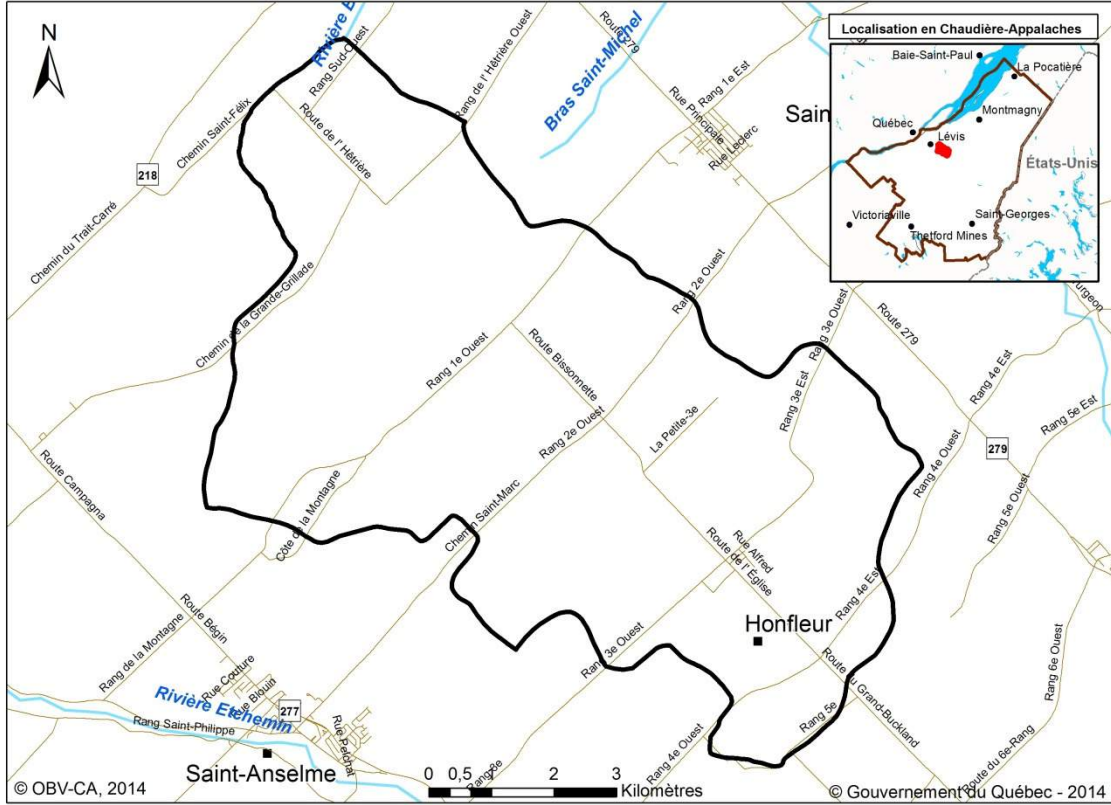 N
Rivière B
Rang Sud-Ouest
Chemin Saint-Félix
Route de l' Hêtrière
Rang de l' Hêtrière Ouest
Bras Saint-Michel
Route 279
Rang 1e Est
Rue Principale
Rue Leclerc
Sain
218
Chemin du Trait-Carré
Chemin de la Grande-Grillade
Localisation en Chaudière-Appalaches
Baie-Saint-Paul
La Pocatière
Montmagny
Québec
Lévis
États-Unis
Victoriaville
Saint-Georges
Thetford Mines
Rang 2e Ouest
Rang 3e Ouest
Route 279
urgeon
Rang 1e Ouest
Route Bissonnette
Rang 3e Est
Rang 4e Est
Rang 5e Est
La Petite-3e
Rang 2e Ouest
Rang 4e Ouest
279
Route Campagna
Côte de la Montagne
Chemin Saint-Marc
Rang 5e Ouest
Rue Alfred
Route de l' Église
Rang 4e Est
Route Bégin
Rang de la Montagne
Honfleur
Rang 3e Ouest
Rang 6e Ouest
Route du Grand-Buckland
Rue Couture
Rue Blouin
Rivière Etchemin
277
Rang Saint-Philippe
Rue Pelchat
Rang 5e
Rang 4e Ouest
Rang 3e
Route du 6e-Rang
Saint-Anselme
0 0,5 1 2 3
Kilomètres
© OBV-CA, 2014
© Gouvernement du Québec - 2014